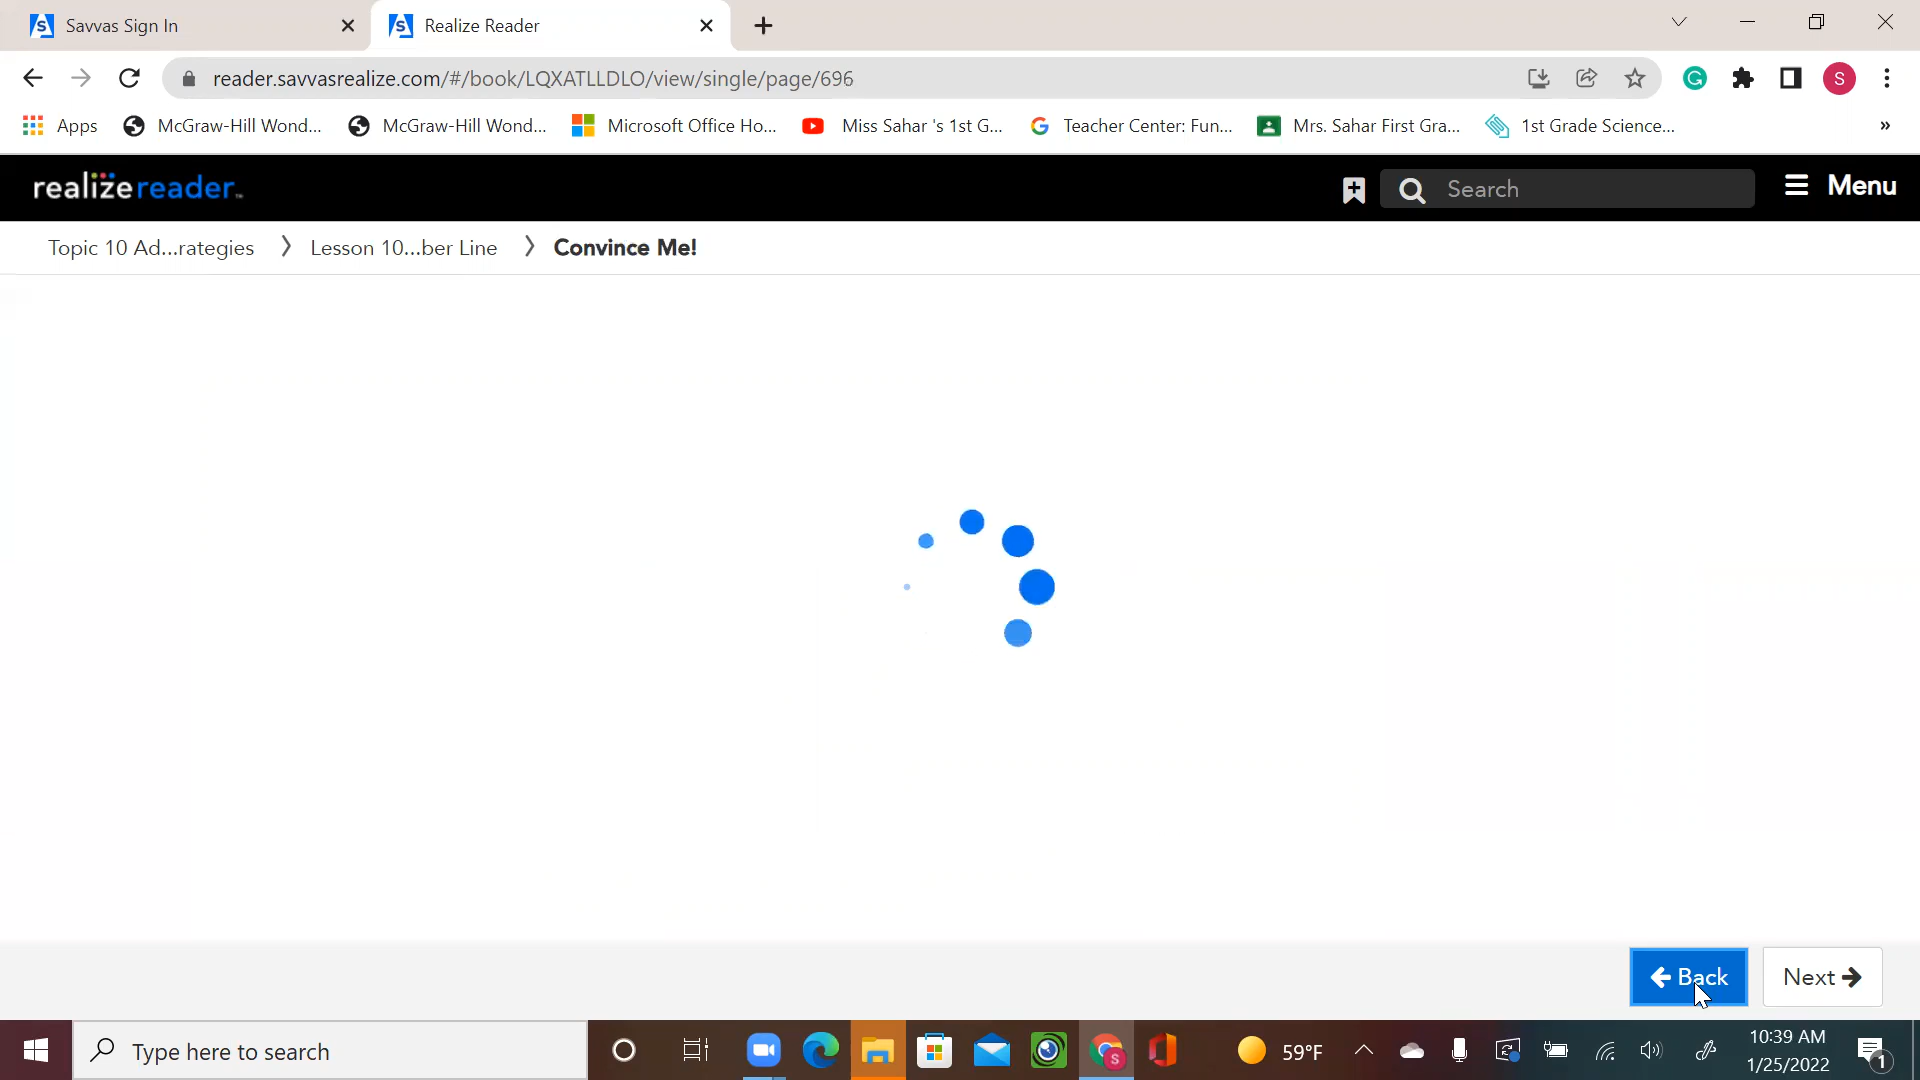 Savvas Sign In
Realize Reader
reader.savvasrealize.com/#/book/LQXATLLDLO/view/single/page/696
S
Apps
McGraw-Hill Wond...
McGraw-Hill Wond...
Microsoft Office Ho...
Miss Sahar 's 1st G...
Teacher Center: Fun...
Mrs. Sahar First Gra...
1st Grade Science...
»
realizereader™
Search
Menu
Topic 10 Ad...rategies
Lesson 10...ber Line
Convince Me!
Back
Next
Type here to search
S
59°F
10:39 AM
1/25/2022
1